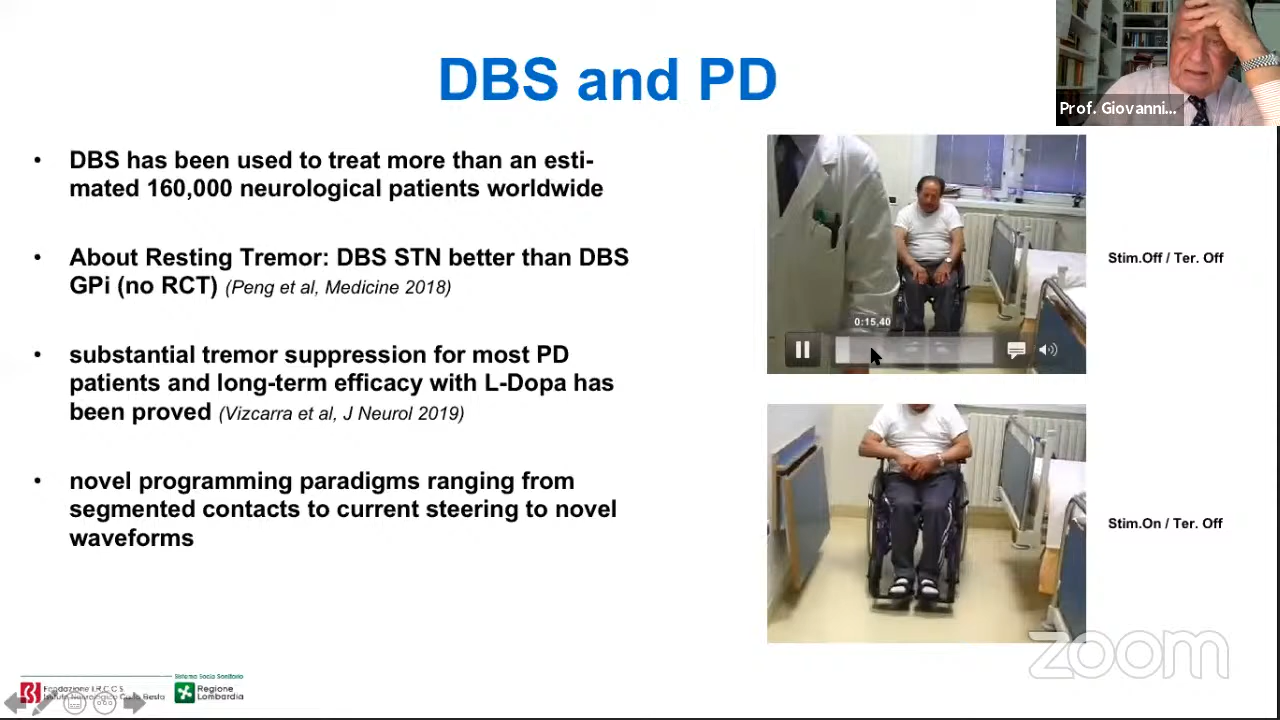 DBS and PD
Prof. Giovanni...
• DBS has been used to treat more than an esti-
mated 160,000 neurological patients worldwide
• About Resting Tremor: DBS STN better than DBS
GPi (no RCT) (Peng et al, Medicine 2018)
• substantial tremor suppression for most PD
patients and long-term efficacy with L-Dopa has
been proved (Vizcarra et al, J Neurol 2019)
• novel programming paradigms ranging from
segmented contacts to current steering to novel
waveforms
0:15,40
Stim.Off / Ter. Off
Stim.On / Ter. Off
zoom
Fondazione I.R.C.C.S.
Istituto Neurologico Carlo Besta
Sistema Socio Sanitario
Regione
Lombardia